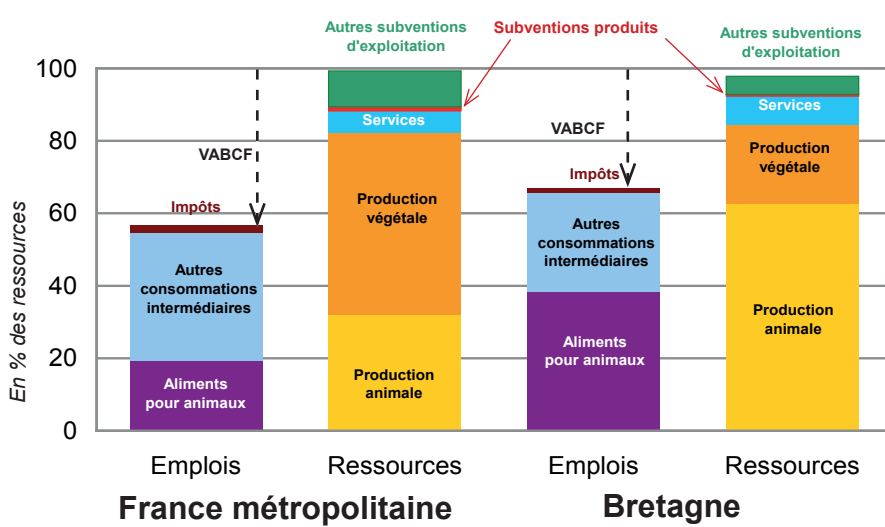 Autres subventions
d'exploitation
Subventions produits
Autres subventions
d'exploitation
En % des ressources
100
80
60
40
20
0
VABCF
Impôts
Autres
consommations
intermédiaires
Aliments
pour animaux
Services
Production
végétale
Production
animale
VABCF
Impôts
Autres
consommations
intermédiaires
Aliments
pour animaux
Services
Production
végétale
Production
animale
Emplois
Ressources
Emplois
Ressources
France métropolitaine
Bretagne